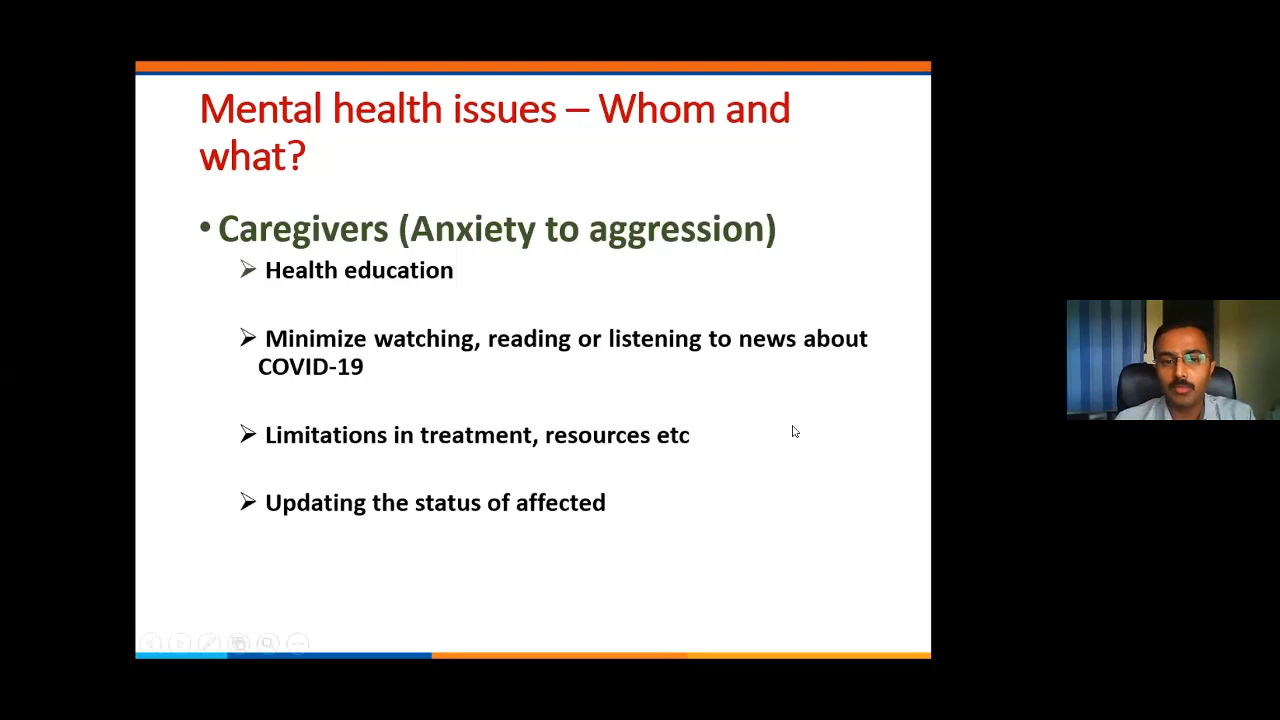 Mental health issues – Whom and
what?
• Caregivers (Anxiety to aggression)
➢ Health education
➢ Minimize watching, reading or listening to news about
COVID-19
➢ Limitations in treatment, resources etc
➢ Updating the status of affected